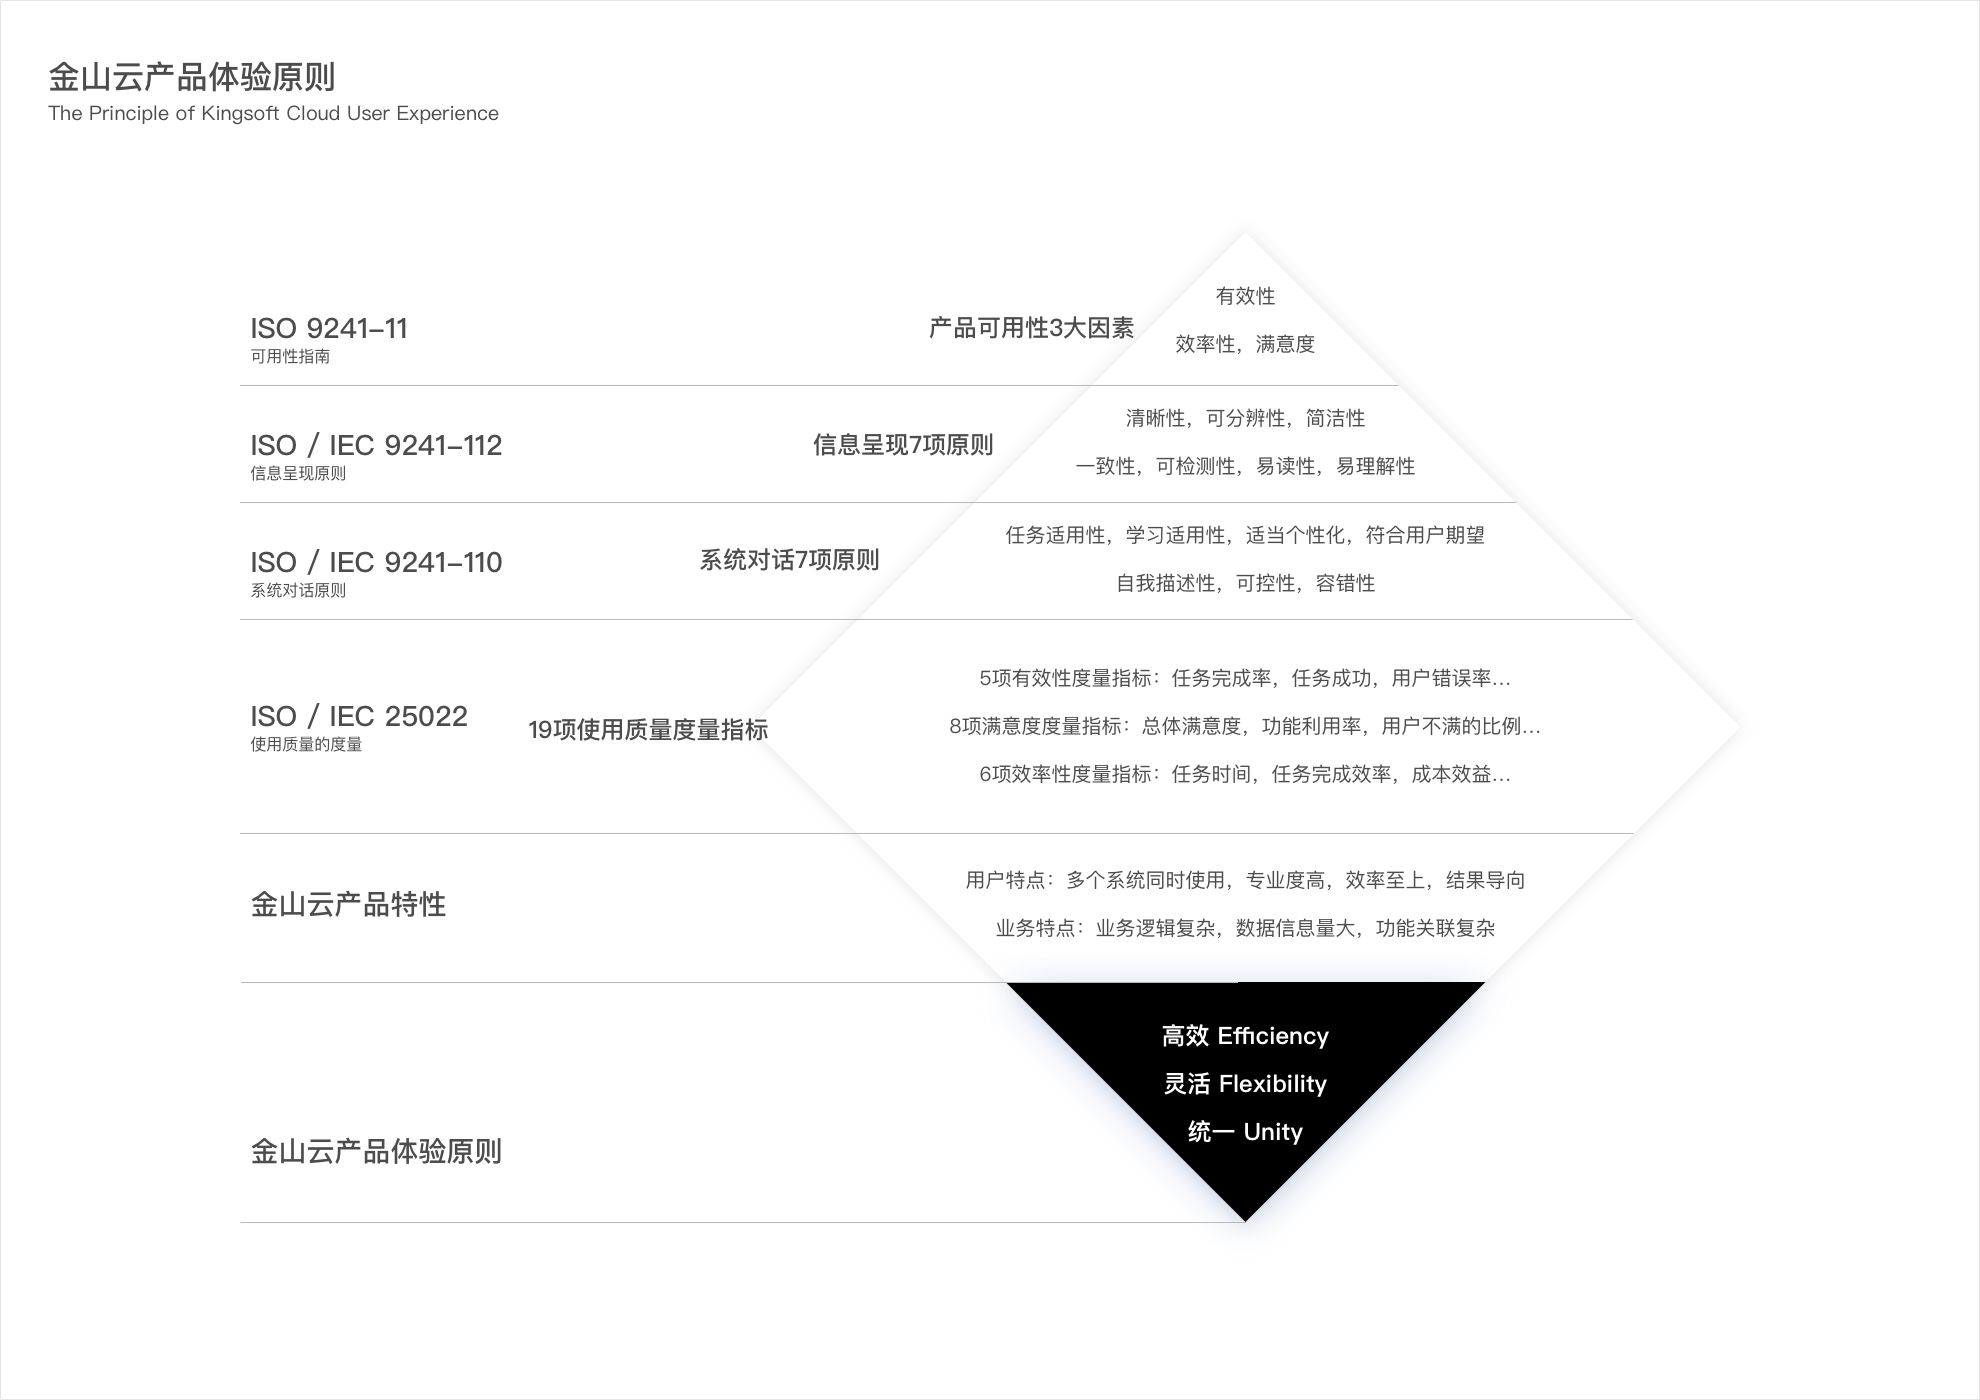 金山云产品体验原则
The Principle of Kingsoft Cloud User Experience
有效性
ISO 9241-11
产品可用性3大因素
效率性，满意度
可用性指南
清晰性，可分辨性，简洁性
ISO / IEC 9241-112
信息呈现7项原则
一致性，可检测性，易读性，易理解性
信息呈现原则
任务适用性，学习适用性，适当个性化，符合用户期望
ISO / IEC 9241-110
系统对话7项原则
自我描述性，可控性，容错性
系统对话原则
5项有效性度量指标：任务完成率，任务成功，用户错误率...
ISO / IEC 25022
19项使用质量度量指标
8项满意度度量指标：总体满意度，功能利用率，用户不满的比例...
使用质量的度量
6项效率性度量指标：任务时间，任务完成效率，成本效益...
用户特点：多个系统同时使用，专业度高，效率至上，结果导向
金山云产品特性
业务特点：业务逻辑复杂，数据信息量大，功能关联复杂
高效 Efficiency
灵活 Flexibility
统一 Unity
金山云产品体验原则